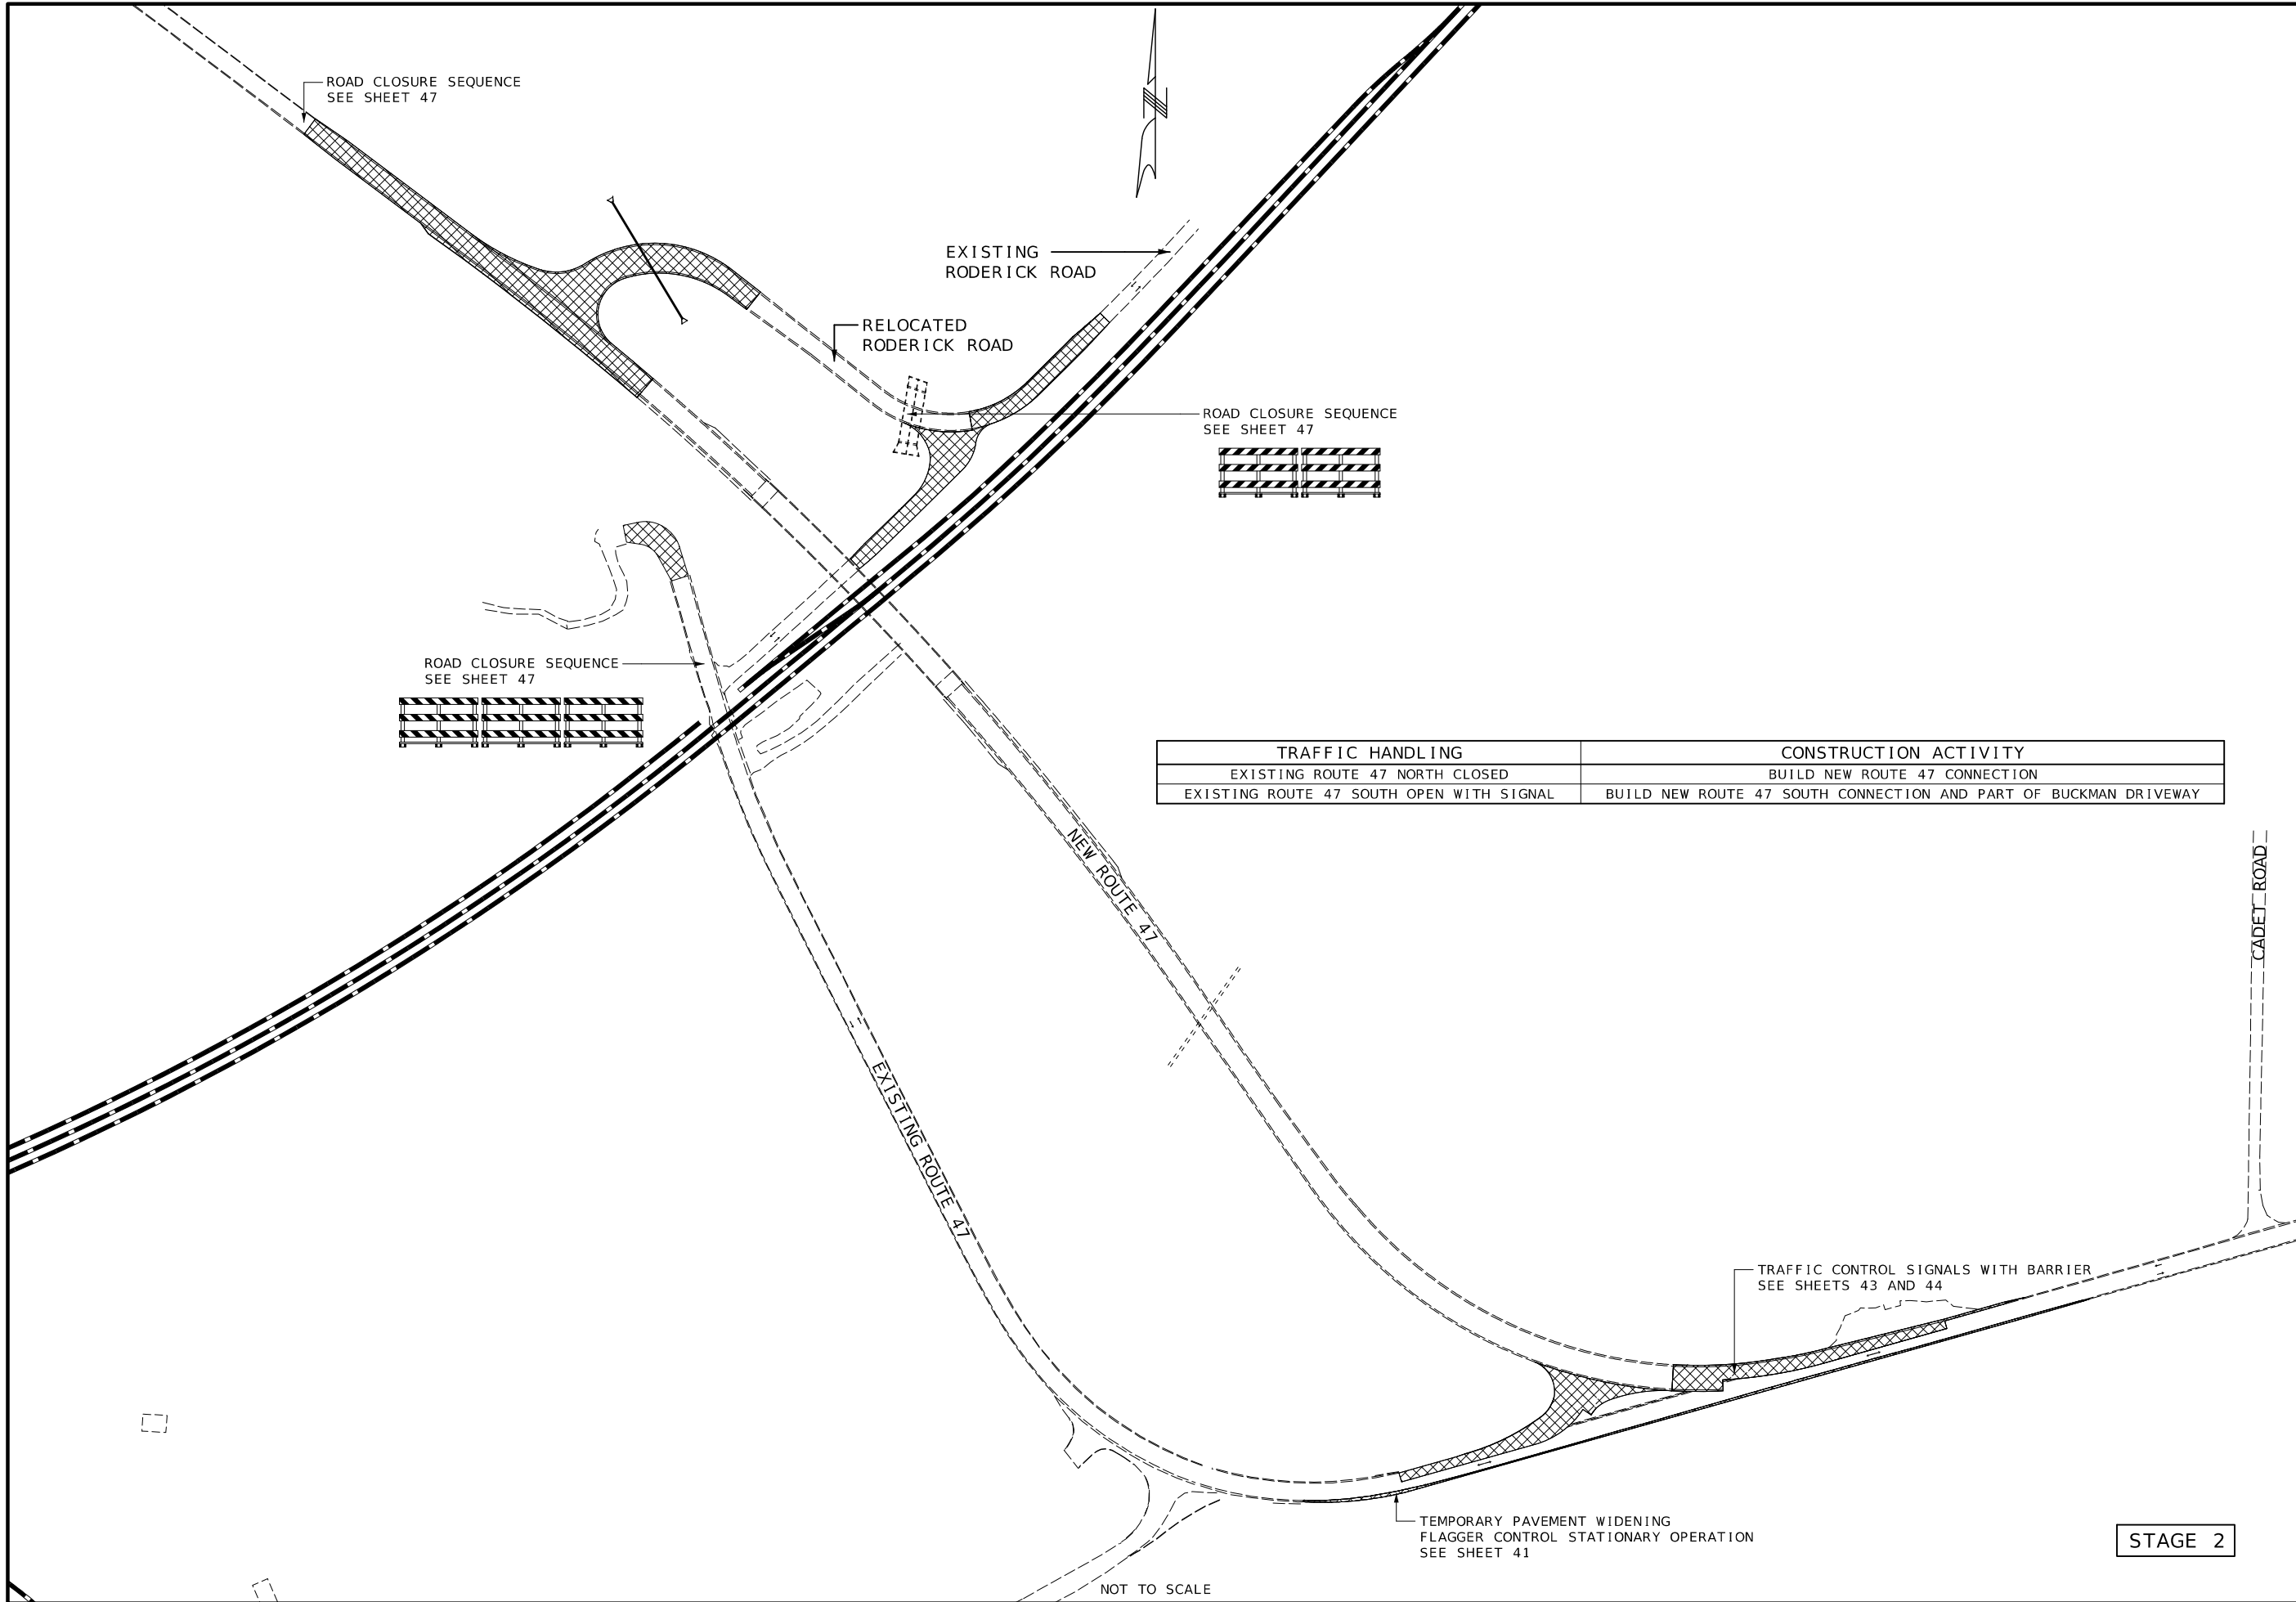 ROAD CLOSURE SEQUENCE
SEE SHEET 47
N
EXISTING
RODERICK ROAD
RELOCATED
RODERICK ROAD
ROAD CLOSURE SEQUENCE
SEE SHEET 47
ROAD CLOSURE SEQUENCE
SEE SHEET 47
TRAFFIC HANDLING CONSTRUCTION ACTIVITY
EXISTING ROUTE 47 NORTH CLOSED BUILD NEW ROUTE 47 CONNECTION
EXISTING ROUTE 47 SOUTH OPEN WITH SIGNAL BUILD NEW ROUTE 47 SOUTH CONNECTION AND PART OF BUCKMAN DRIVEWAY
NEW ROUTE 47
CADET ROAD
EXISTING ROUTE 47
TRAFFIC CONTROL SIGNALS WITH BARRIER
SEE SHEETS 43 AND 44
TEMPORARY PAVEMENT WIDENING
FLAGGER CONTROL STATIONARY OPERATION
SEE SHEET 41
STAGE 2
NOT TO SCALE